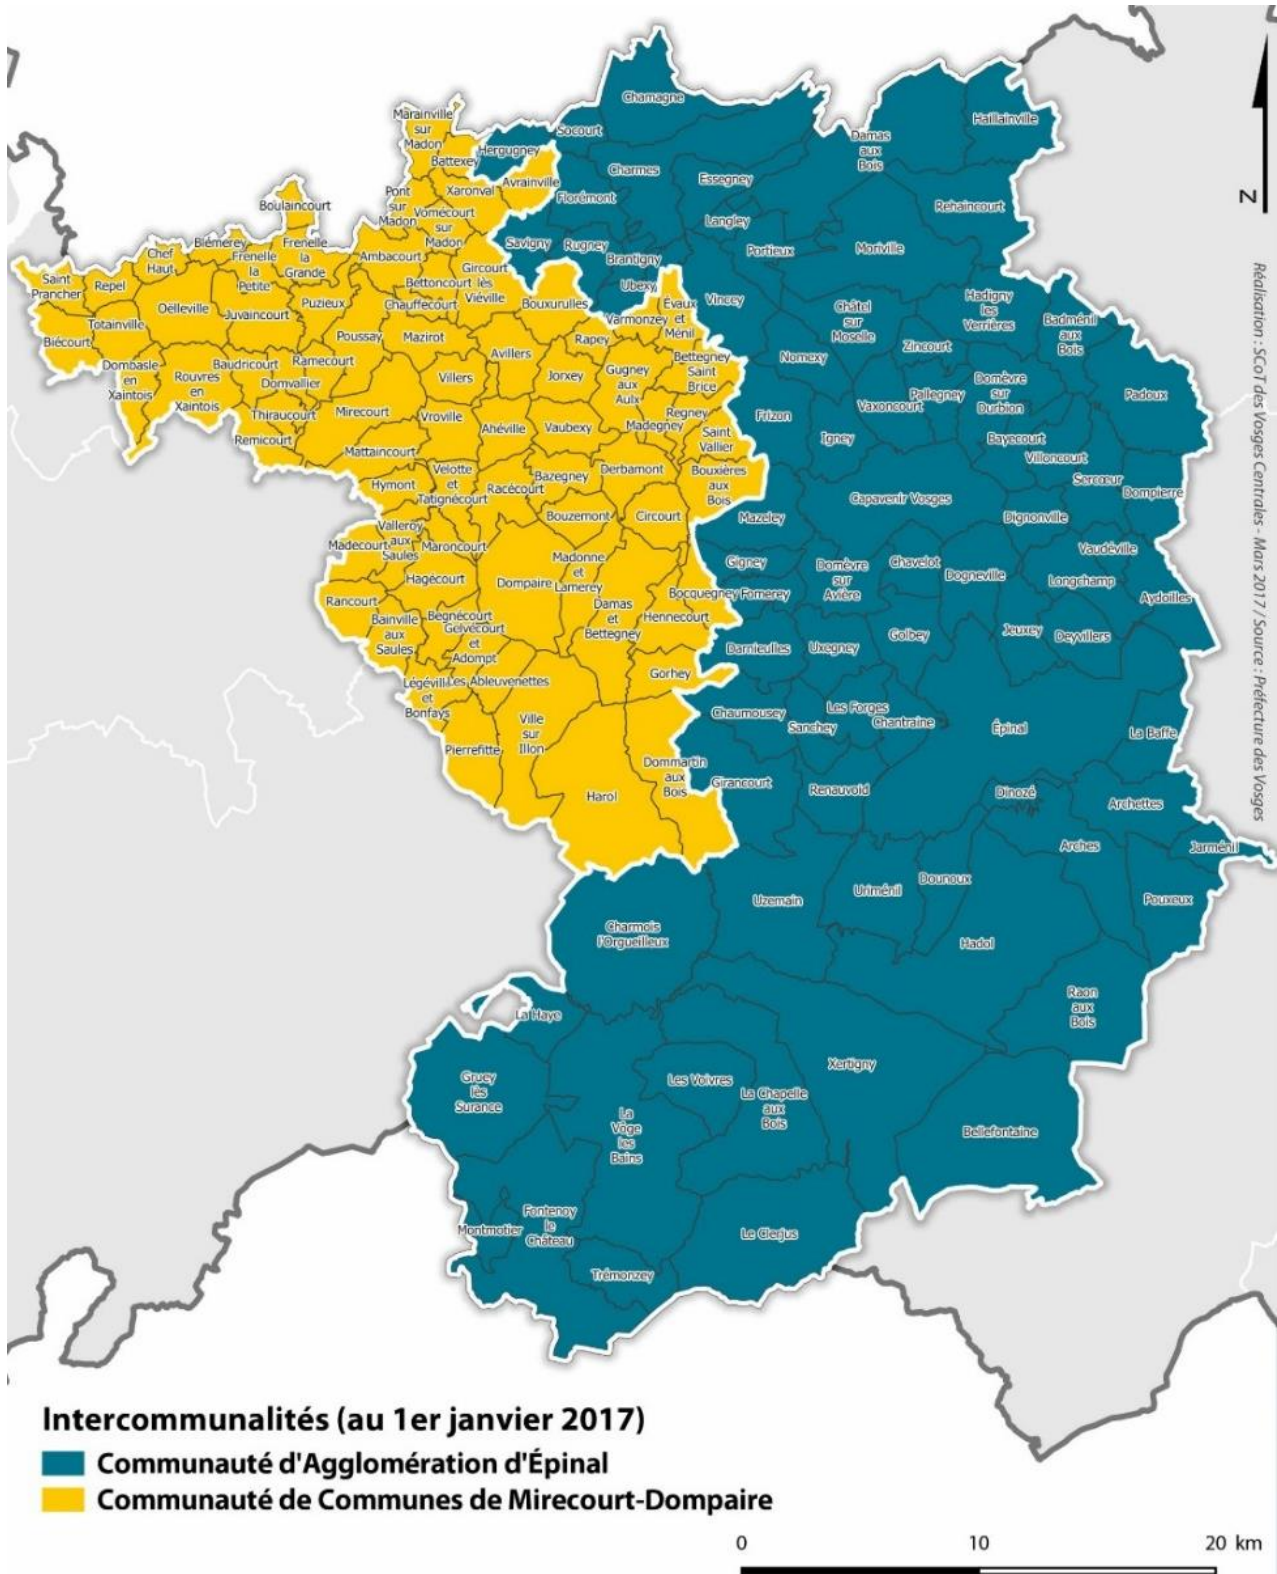 Chamagne
Haillainville
Marainville
sur
Madon
Socourt
Damas
aux
Bois
Hergugney
Battexey
Charmes
Avrainville
Essegney
Xaronval
Pont
sur
Madon
Florémont
Boulaincourt
Rehaincourt
Vomécourt
sur
Madon
Langley
Savigny
Rugney
Portieux
Moriville
Biémerey
Frenelle
la
Grande
Chef
Haut
Frenelle
la
Petite
Ambacourt
Brantigny
Gircourt
lès
Viéville
Saint
Prancher
Repel
Bettoncourt
Ubexy
Vincey
Hadigny
les
Verrières
Oëlleville
Puzieux
Chauffecourt
Bouxurulles
Évaux
et
Ménil
Châtel
sur
Moselle
Badménil
aux
Bois
Juvaincourt
Varmonzey
Totainville
Poussay
Mazirot
Rapey
Biécourt
Avillers
Zincourt
Nomexy
Bettegney
Saint
Brice
Dombasle
en
Xaintois
Baudricourt
Ramecourt
Rouvres
en
Xaintois
Domvallier
Villers
Jorxey
Gugney
aux
Aulx
Domèvre
sur
Durbion
Pallegney
Padoux
Vaxoncourt
Thiraucourt
Mirecourt
Vroville
Regney
Frizon
Ahéville
Vaubexy
Madegney
Remicourt
Saint
Vallier
Igney
Bayecourt
Mattaincourt
Villoncourt
Velotte
et
Tatignécourt
Derbamont
Bouxières
aux
Bois
Bazegney
Sercœur
Hymont
Racécourt
Dompierre
Capavenir Vosges
Bouzemont
Circourt
Mazeley
Dignonville
Valleroy
aux
Saules
Madecourt
Maroncourt
Vaudéville
Madonne
et
Lamerey
Gigney
Domèvre
sur
Avière
Chavelot
Hagécourt
Dompaire
Dogneville
Longchamp
Rancourt
Bocquegney
Fomerey
Aydoilles
Damas
et
Bettegney
Bainville
aux
Saules
Begnécourt
Hennecourt
Gelvécourt
et
Adompt
Jeuxey
Deyvillers
Golbey
Darnieulles
Uxegney
Gorhey
Légéville
et
Bonfays
Les Ableuvenettes
Les Forges
Chaumousey
Ville
sur
Illon
Chantraine
Sanchey
Épinal
La Baffe
Pierrefitte
Dommartin
aux
Bois
Girancourt
Renauvoid
Dinozé
Harol
Archettes
Arches
Jarménil
Dounoux
Uriménil
Uzemain
Pouxeux
Charmois
l'Orgueilleux
Hadol
Raon
aux
Bois
La Haye
Xertigny
Gruey
lès
Surance
Les Voivres
La Chapelle
aux
Bois
La
Vôge
les
Bains
Bellefontaine
Fontenoy
le
Château
Montmotier
Le Clerjus
Trémonzey
N
Réalisation : SCoT des Vosges Centrales - Mars 2017 / Source : Préfecture des Vosges
Intercommunalités (au 1er janvier 2017)
Communauté d'Agglomération d'Épinal
Communauté de Communes de Mirecourt-Dompaire
0 10 20 km